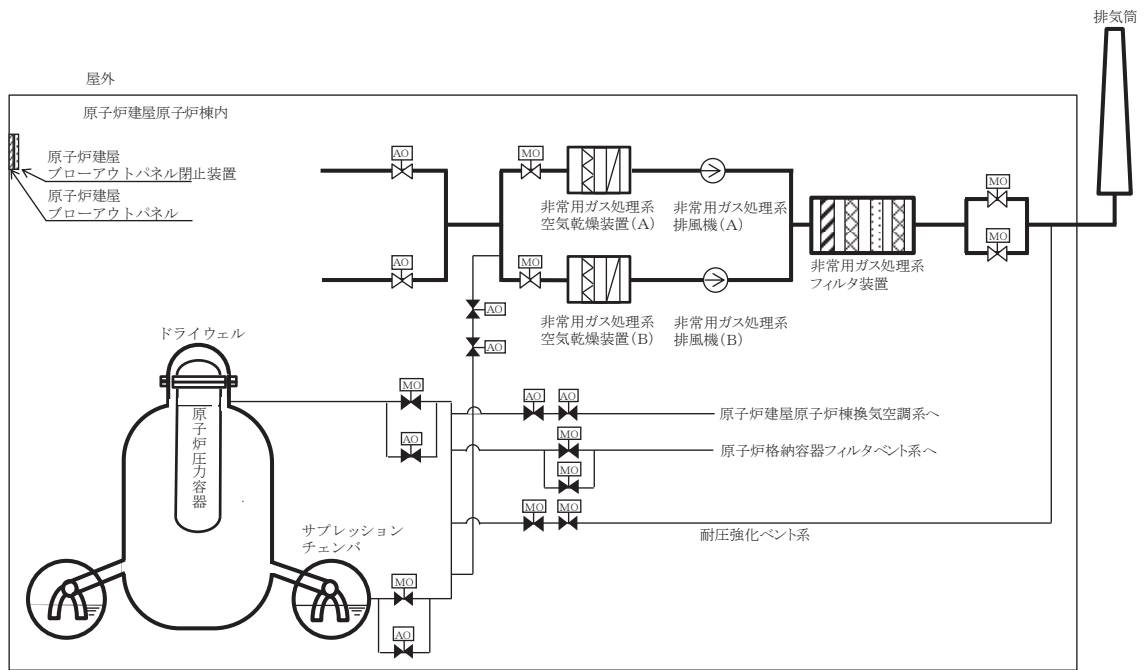 排気筒
屋外
原子炉建屋原子炉棟内
原子炉建屋
ブローアウトパネル閉止装置
原子炉建屋
ブローアウトパネル
AO
MO
MO
非常用ガス処理系
空気乾燥装置(A)
非常用ガス処理系
排風機(A)
MO
AO
MO
非常用ガス処理系
フィルタ装置
AO
非常用ガス処理系
空気乾燥装置(B)
非常用ガス処理系
排風機(B)
AO
ドライウェル
原子炉圧力容器
MO
AO
AO
AO
原子炉建屋原子炉棟換気空調系へ
MO
原子炉格納容器フィルタベント系へ
MO
MO
MO
耐圧強化ベント系
サプレッション
チェンバ
MO
AO